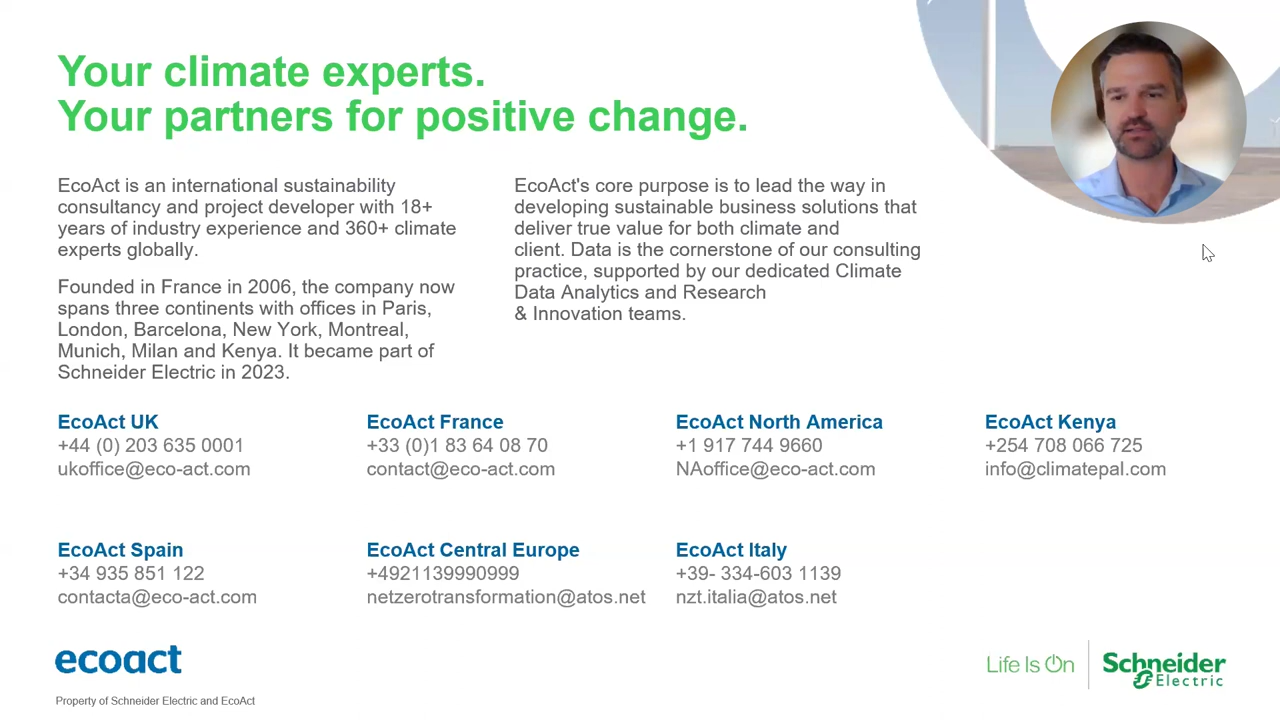 Your climate experts.
Your partners for positive change.
EcoAct is an international sustainability
consultancy and project developer with 18+
years of industry experience and 360+ climate
experts globally.
Founded in France in 2006, the company now
spans three continents with offices in Paris,
London, Barcelona, New York, Montreal,
Munich, Milan and Kenya. It became part of
Schneider Electric in 2023.
EcoAct's core purpose is to lead the way in
developing sustainable business solutions that
deliver true value for both climate and
client. Data is the cornerstone of our consulting
practice, supported by our dedicated Climate
Data Analytics and Research
& Innovation teams.
EcoAct UK
+44 (0) 203 635 0001
ukoffice@eco-act.com
EcoAct France
+33 (0)1 83 64 08 70
contact@eco-act.com
EcoAct North America
+1 917 744 9660
NAoffice@eco-act.com
EcoAct Kenya
+254 708 066 725
info@climatepal.com
EcoAct Spain
+34 935 851 122
contacta@eco-act.com
EcoAct Central Europe
+4921139990999
netzerotransformation@atos.net
EcoAct Italy
+39- 334-603 1139
nzt.italia@atos.net
ecoact
Property of Schneider Electric and EcoAct
Life Is On
Schneider
Electric